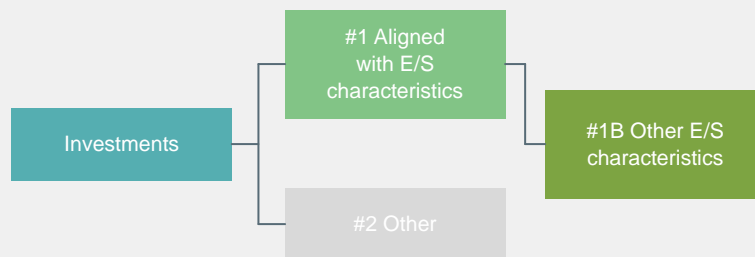 #1 Aligned
with E/S
characteristics
Investments
#1B Other E/S
characteristics
#2 Other